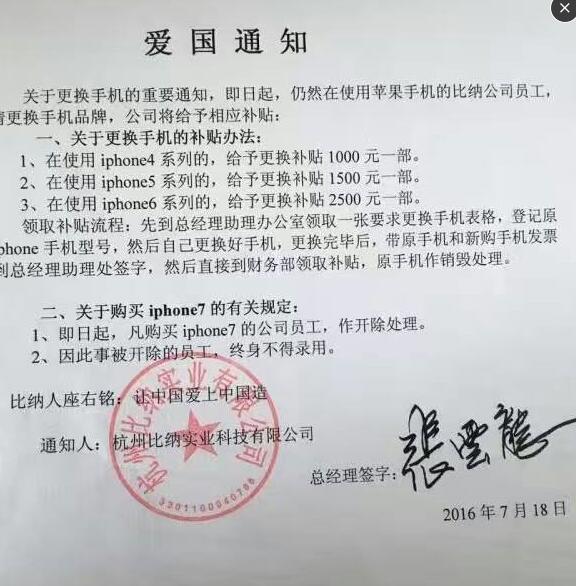 爱国通知
关于更换手机的重要通知，即日起，仍然在使用苹果手机的比纳公司员工，
请更换手机品牌，公司将给予相应补贴：
一、关于更换手机的补贴办法：
1、在使用 iphone4 系列的，给予更换补贴 1000 元一部。
2、在使用 iphone5 系列的，给予更换补贴 1500 元一部。
3、在使用 iphone6 系列的，给予更换补贴 2500 元一部。
领取补贴流程：先到总经理助理办公室领取一张要求更换手机表格，登记原
phone 手机型号，然后自己更换好手机，更换完毕后，带原手机和新购手机发票
到总经理助理处签字，然后直接到财务部领取补贴，原手机作销毁处理。
二、关于购买 iphone7 的有关规定：
1、即日起，凡购买 iphone7 的公司员工，作开除处理。
2、因此事被开除的员工，终身不得录用。
比纳人座右铭：让中国爱上中国造
通知人：杭州比纳实业科技有限公司
杭州比纳实业有限公司
3301100040786
总经理签字：张雲龍
2016 年 7 月 18 日